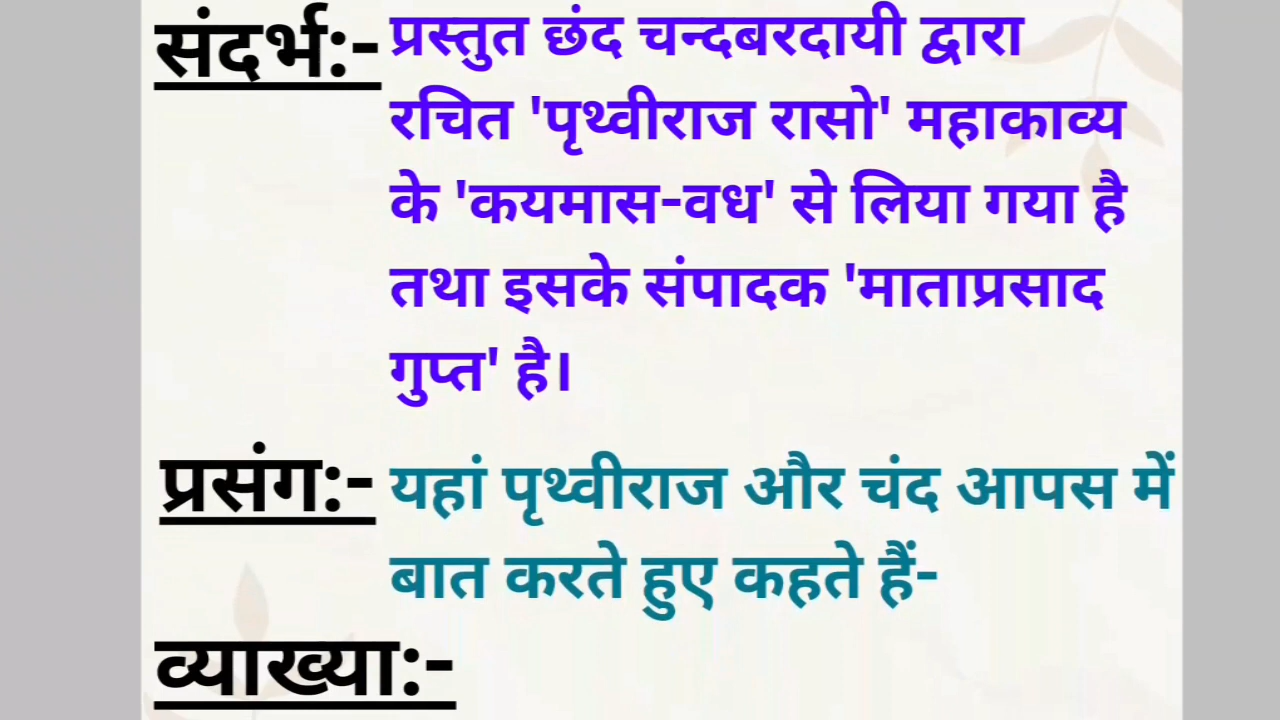 संदर्भ:- प्रस्तुत छंद चन्दबरदायी द्वारा
रचित 'पृथ्वीराज रासो' महाकाव्य
के 'कयमास-वध' से लिया गया है
तथा इसके संपादक 'माताप्रसाद
गुप्त' है।
प्रसंग:- यहां पृथ्वीराज और चंद आपस में
बात करते हुए कहते हैं-
व्याख्या:-